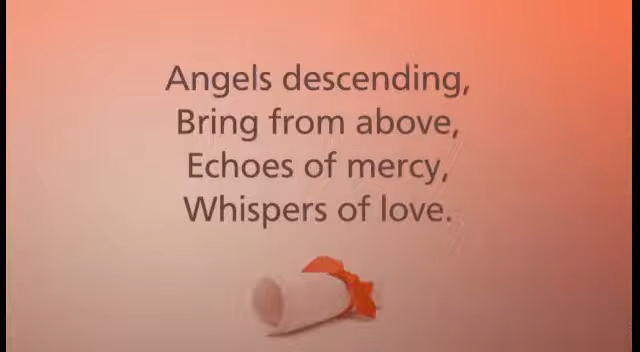 Angels descending,
Bring from above,
Echoes of mercy,
Whispers of love.